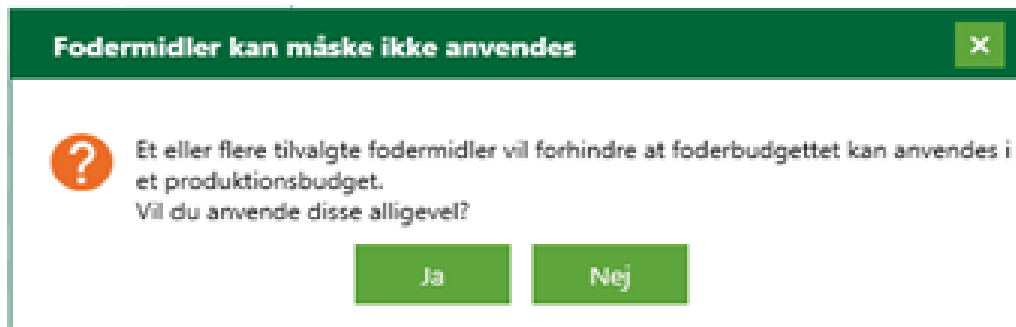 Fodermidler kan måske ikke anvendes
Et eller flere tilvalgte fodermidler vil forhindre at foderbudgettet kan anvendes i
et produktionsbudget.
Vil du anvende disse alligevel?
Ja
Nej